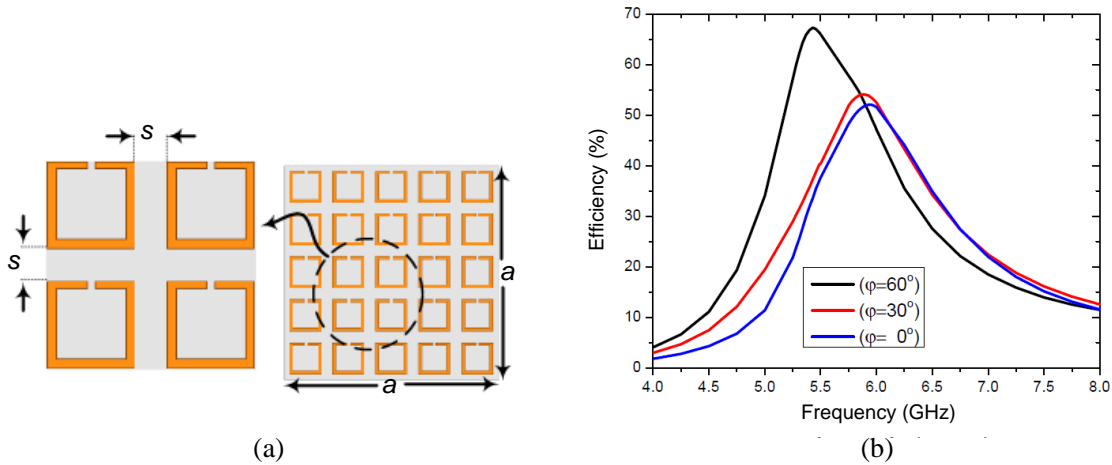 s
s
a
a
(a)
70
60
50
40
30
20
10
0
Efficiency (%)
(φ=60°)
(φ=30°)
(φ= 0°)
4.0 4.5 5.0 5.5 6.0 6.5 7.0 7.5 8.0
Frequency (GHz)
(b)